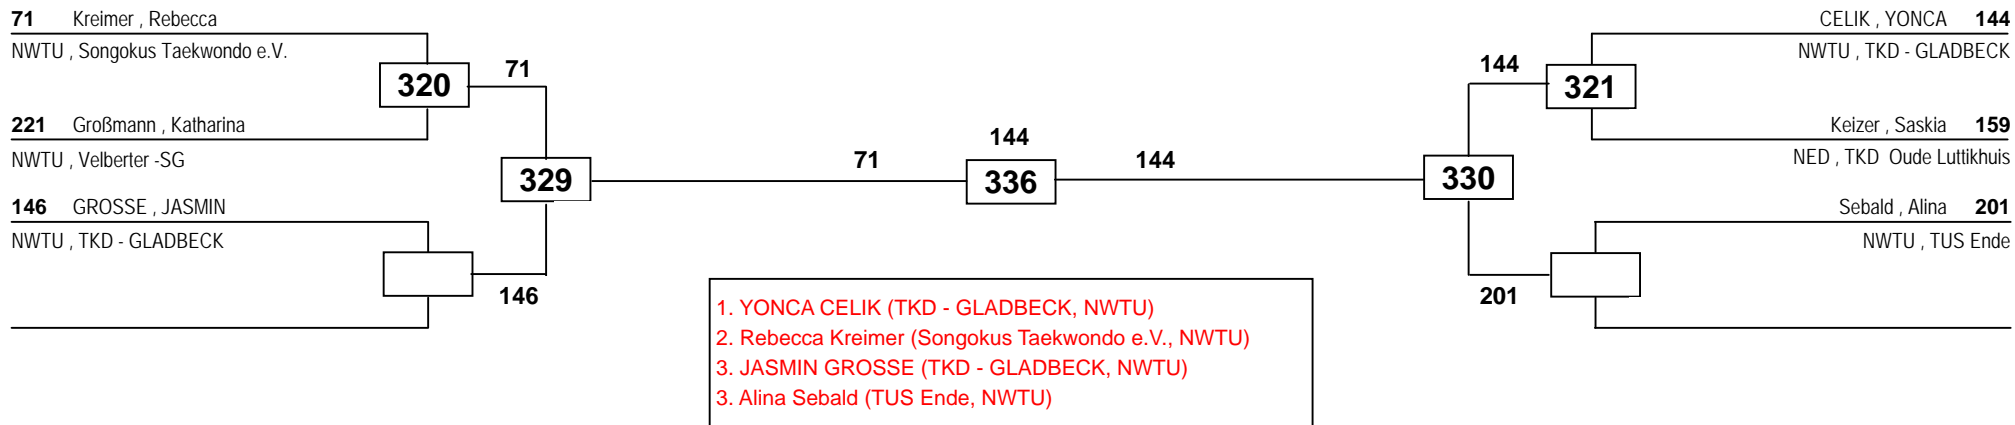 71 Kreimer , Rebecca
NWTU , Songokus Taekwondo e.V.
320
71
221 Großmann , Katharina
NWTU , Velberter -SG
329
146 GROSSE , JASMIN
NWTU , TKD - GLADBECK
146
71
144
336
144
CELIK , YONCA 144
NWTU , TKD - GLADBECK
144
321
Keizer , Saskia 159
NED , TKD Oude Luttikhuis
330
Sebald , Alina 201
NWTU , TUS Ende
201
1. YONCA CELIK (TKD - GLADBECK, NWTU)
2. Rebecca Kreimer (Songokus Taekwondo e.V., NWTU)
3. JASMIN GROSSE (TKD - GLADBECK, NWTU)
3. Alina Sebald (TUS Ende, NWTU)